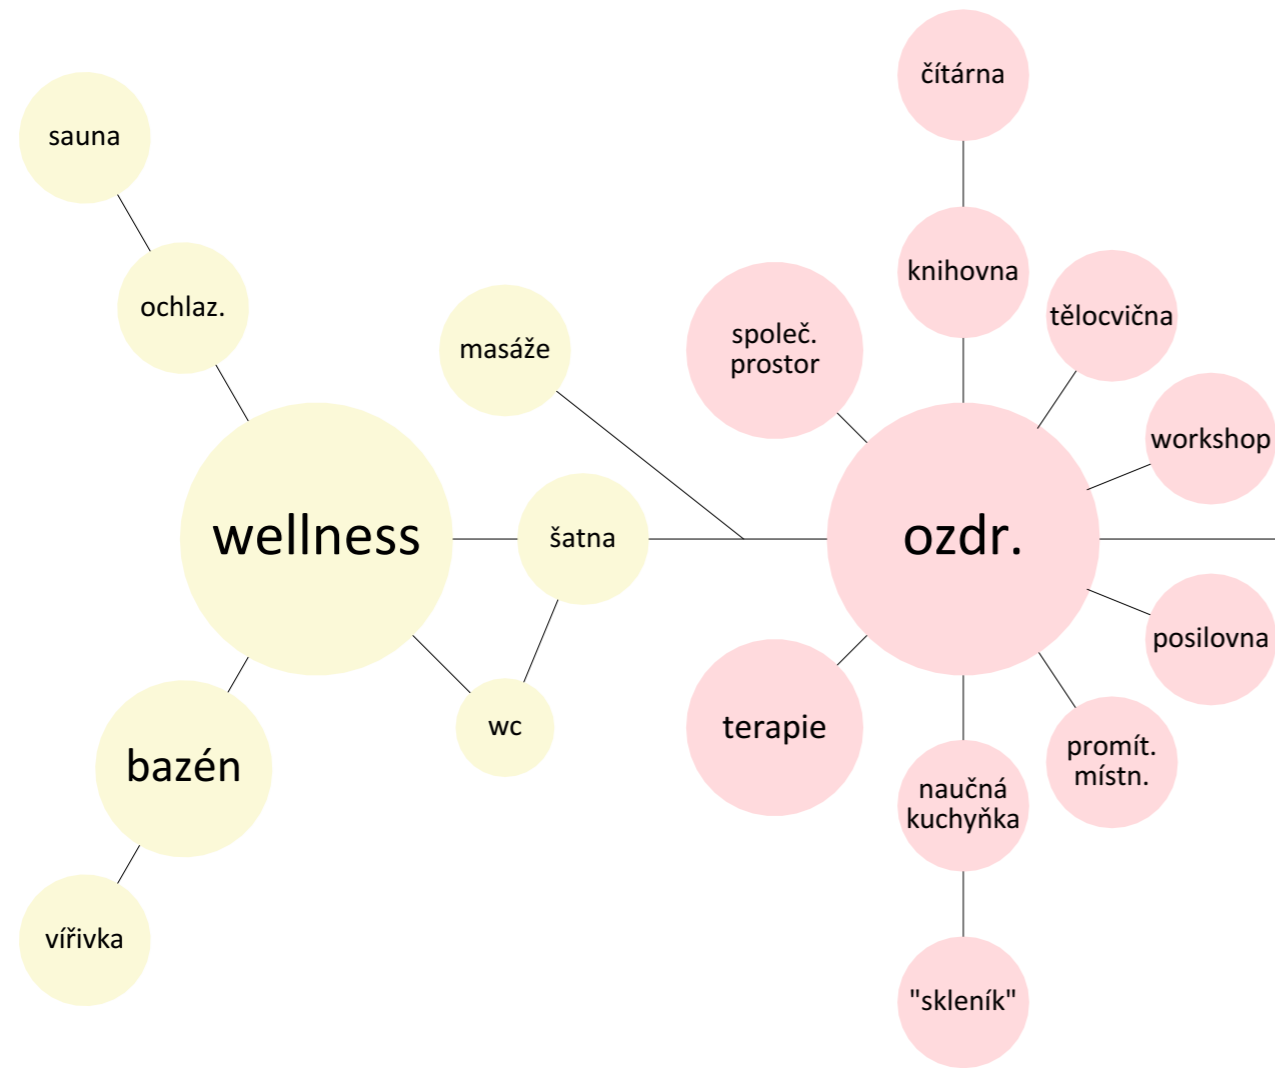 čítárna
sauna
knihovna
ochlaz.
tělocvična
masáže
společ.
prostor
workshop
wellness
šatna
ozdr.
posilovna
wc
terapie
promít.
místn.
bazén
naučná
kuchyňka
vířivka
"skleník"